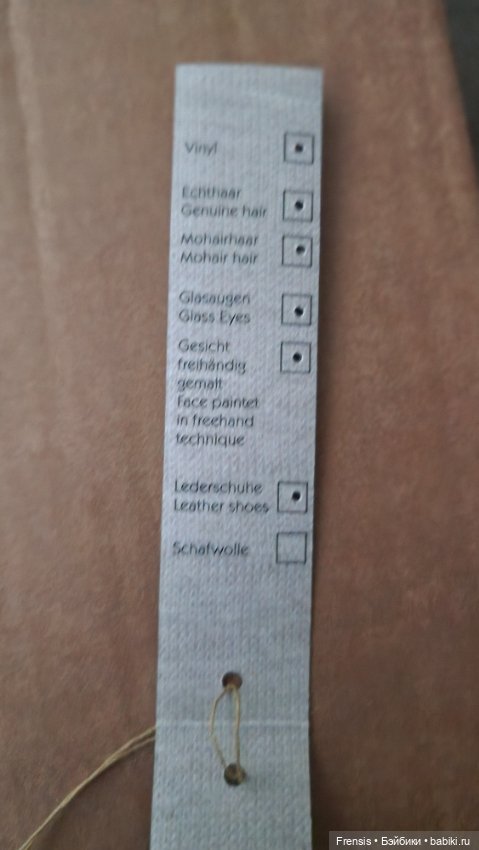 Vinyl
Echthaar
Genuine hair
Mohairhaar
Mohair hair
Glasaugen
Glass Eyes
Gesicht
freihändig
gemalt
Face paintet
in freehand
technique
Lederschuhe
Leather shoes
Schafwolle
Frensis • Бэйбики • babiki.ru